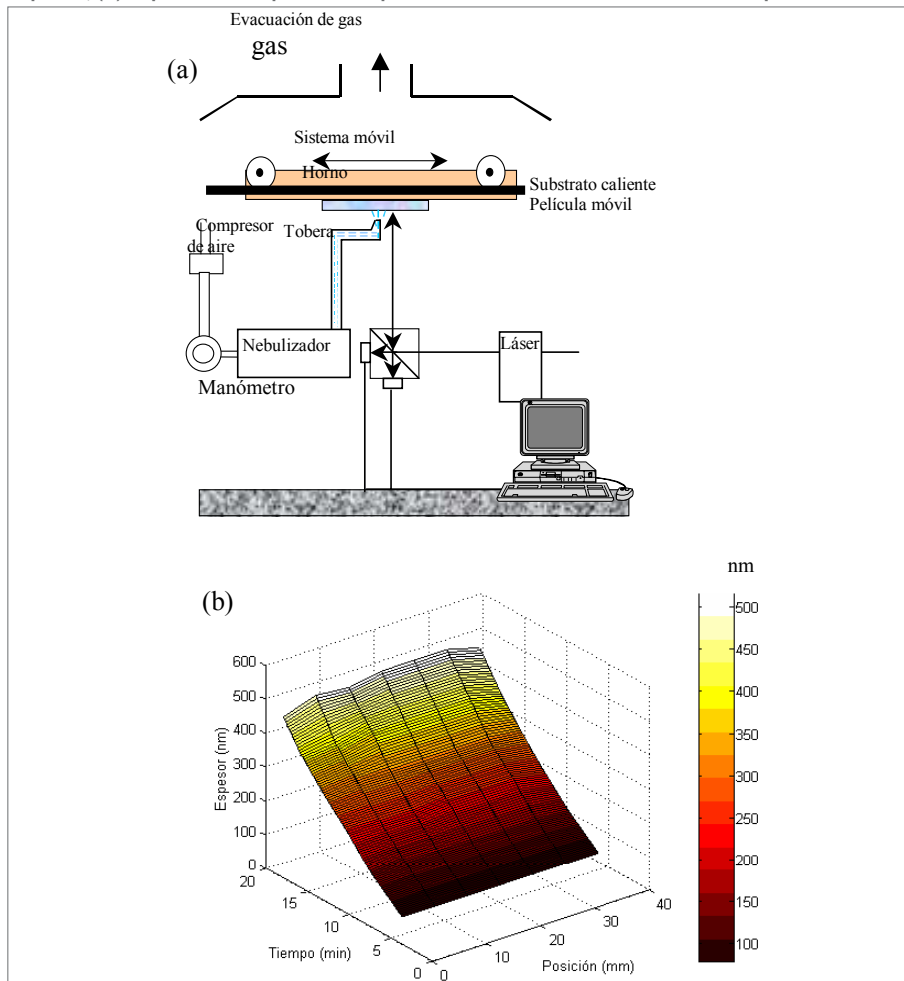 Evacuación de gas
gas
(a)
Sistema móvil
Horno
Substrato caliente
Película móvil
Compresor
de aire
Tobera
Láser
Nebulizador
Manómetro
nm
(b)
600
500
400
300
200
100
0
Espesor (nm)
20
15
10
5
0
Tiempo (min)
0
10
20
30
40
Posición (mm)
500
450
400
350
300
250
200
150
100